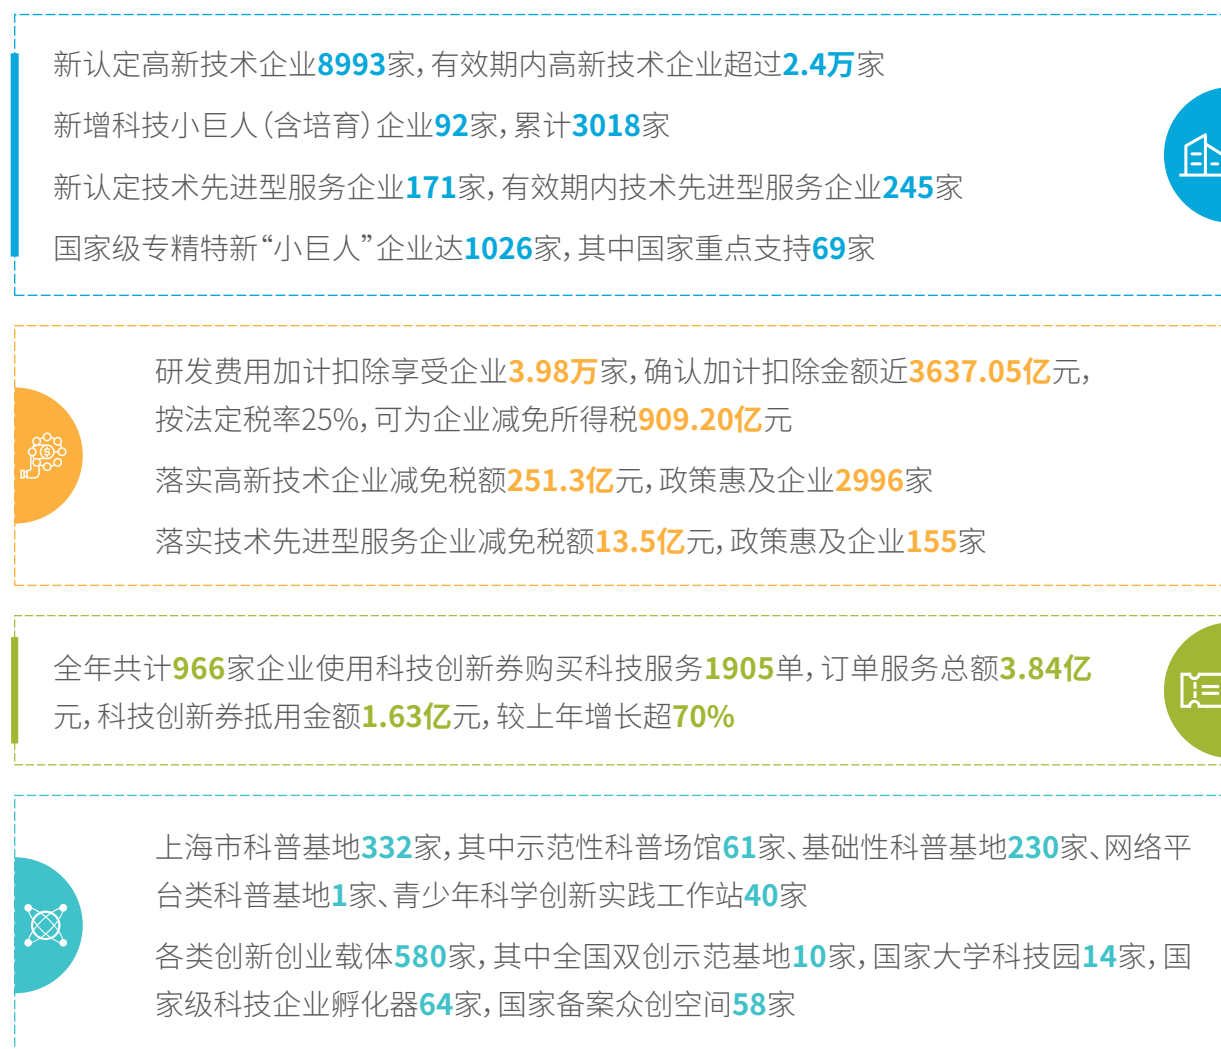 新认定高新技术企业8993家，有效期内高新技术企业超过2.4万家
新增科技小巨人（含培育）企业92家，累计3018家
新认定技术先进型服务企业171家，有效期内技术先进型服务企业245家
国家级专精特新“小巨人”企业达1026家，其中国家重点支持69家
研发费用加计扣除享受企业3.98万家，确认加计扣除金额近3637.05亿元，
按法定税率25%，可为企业减免所得税909.20亿元
落实高新技术企业减免税额251.3亿元，政策惠及企业2996家
落实技术先进型服务企业减免税额13.5亿元，政策惠及企业155家
全年共计966家企业使用科技创新券购买科技服务1905单，订单服务总额3.84亿
元，科技创新券抵用金额1.63亿元，较上年增长超70%
上海市科普基地332家，其中示范性科普场馆61家、基础性科普基地230家、网络平
台类科普基地1家、青少年科学创新实践工作站40家
各类创新创业载体580家，其中全国双创示范基地10家，国家大学科技园14家，国
家级科技企业孵化器64家，国家备案众创空间58家